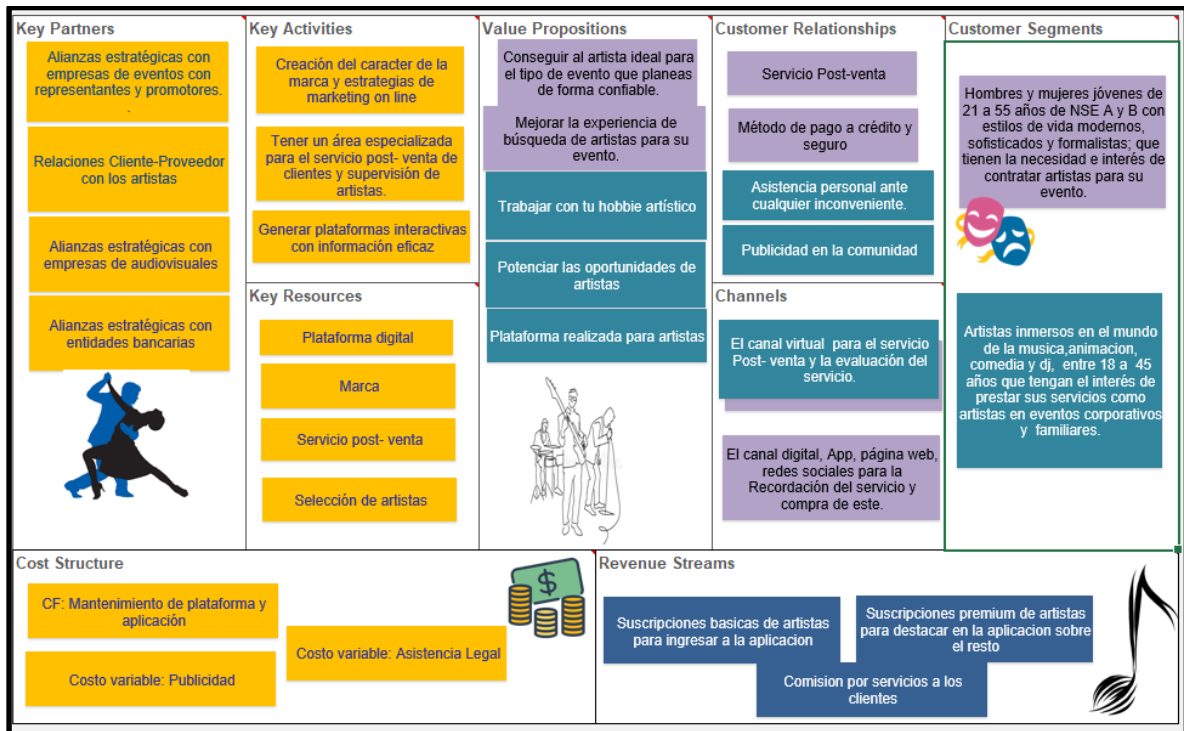 Key Partners
Alianzas estratégicas con
empresas de eventos con
representantes y promotores.
.
Relaciones Cliente-Proveedor
con los artistas
Alianzas estratégicas con
empresas de audiovisuales
Alianzas estratégicas con
entidades bancarias
Key Activities
Creación del caracter de la
marca y estrategias de
marketing on line
Tener un área especializada
para el servicio post- venta de
clientes y supervisión de
artistas.
Generar plataformas interactivas
con información eficaz
Key Resources
Plataforma digital
Marca
Servicio post- venta
Selección de artistas
Value Propositions
Conseguir al artista ideal para
el tipo de evento que planeas
de forma confiable.
Mejorar la experiencia de
búsqueda de artistas para su
evento.
Trabajar con tu hobbie artístico
Potenciar las oportunidades de
artistas
Plataforma realizada para artistas
Customer Relationships
Servicio Post-venta
Método de pago a crédito y
seguro
Asistencia personal ante
cualquier inconveniente.
Publicidad en la comunidad
Channels
El canal virtual para el servicio
Post- venta y la evaluación del
servicio.
El canal digital, App, página web,
redes sociales para la
Recordación del servicio y
compra de este.
Customer Segments
Hombres y mujeres jóvenes de
21 a 55 años de NSE A y B con
estilos de vida modernos,
sofisticados y formalistas; que
tienen la necesidad e interés de
contratar artistas para su
evento.
Artistas inmersos en el mundo
de la musica,animacion,
comedia y dj, entre 18 a 45
años que tengan el interés de
prestar sus servicios como
artistas en eventos corporativos
y familiares.
Cost Structure
CF: Mantenimiento de plataforma y
aplicación
Costo variable: Asistencia Legal
Costo variable: Publicidad
$
Revenue Streams
Suscripciones basicas de artistas
para ingresar a la aplicacion
Suscripciones premium de artistas
para destacar en la aplicacion sobre
el resto
Comision por servicios a los
clientes